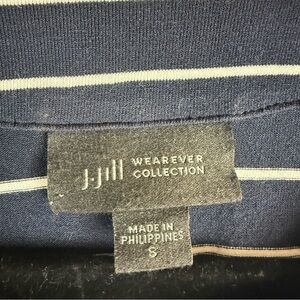 J.Jill WEAREVER
COLLECTION
MADE IN
PHILIPPINES
S